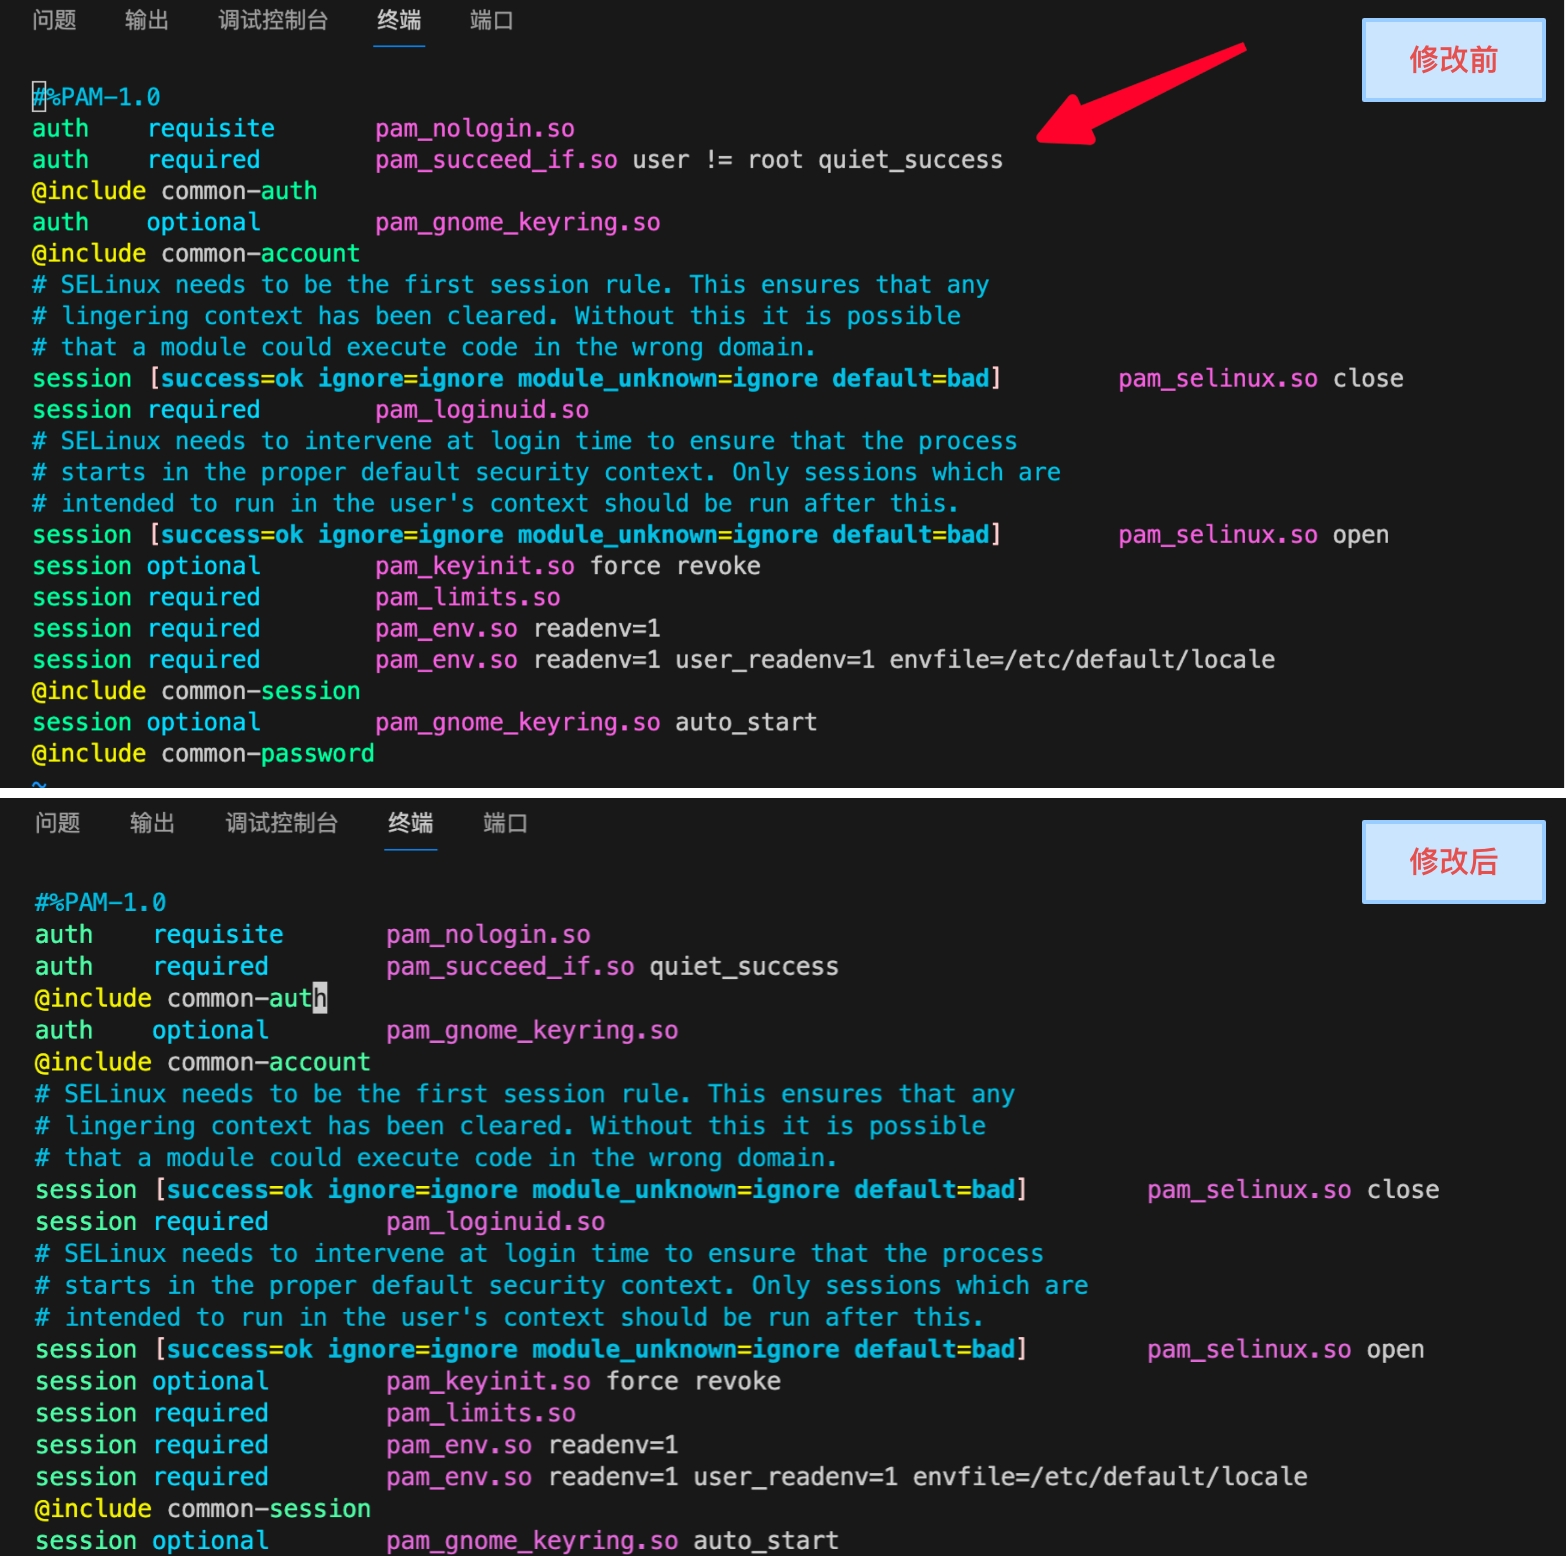 问题 输出 调试控制台 终端 端口
修改前
#%PAM-1.0
auth    requisite       pam_nologin.so
auth    required        pam_succeed_if.so user != root quiet_success
@include common-auth
auth    optional        pam_gnome_keyring.so
@include common-account
# SELinux needs to be the first session rule. This ensures that any
# lingering context has been cleared. Without this it is possible
# that a module could execute code in the wrong domain.
session [success=ok ignore=ignore module_unknown=ignore default=bad]        pam_selinux.so close
session required        pam_loginuid.so
# SELinux needs to intervene at login time to ensure that the process
# starts in the proper default security context. Only sessions which are
# intended to run in the user's context should be run after this.
session [success=ok ignore=ignore module_unknown=ignore default=bad]        pam_selinux.so open
session optional        pam_keyinit.so force revoke
session required        pam_limits.so
session required        pam_env.so readenv=1
session required        pam_env.so readenv=1 user_readenv=1 envfile=/etc/default/locale
@include common-session
session optional        pam_gnome_keyring.so auto_start
@include common-password
~
问题 输出 调试控制台 终端 端口
修改后
#%PAM-1.0
auth    requisite       pam_nologin.so
auth    required        pam_succeed_if.so quiet_success
@include common-auth
auth    optional        pam_gnome_keyring.so
@include common-account
# SELinux needs to be the first session rule. This ensures that any
# lingering context has been cleared. Without this it is possible
# that a module could execute code in the wrong domain.
session [success=ok ignore=ignore module_unknown=ignore default=bad]        pam_selinux.so close
session required        pam_loginuid.so
# SELinux needs to intervene at login time to ensure that the process
# starts in the proper default security context. Only sessions which are
# intended to run in the user's context should be run after this.
session [success=ok ignore=ignore module_unknown=ignore default=bad]        pam_selinux.so open
session optional        pam_keyinit.so force revoke
session required        pam_limits.so
session required        pam_env.so readenv=1
session required        pam_env.so readenv=1 user_readenv=1 envfile=/etc/default/locale
@include common-session
session optional        pam_gnome_keyring.so auto_start